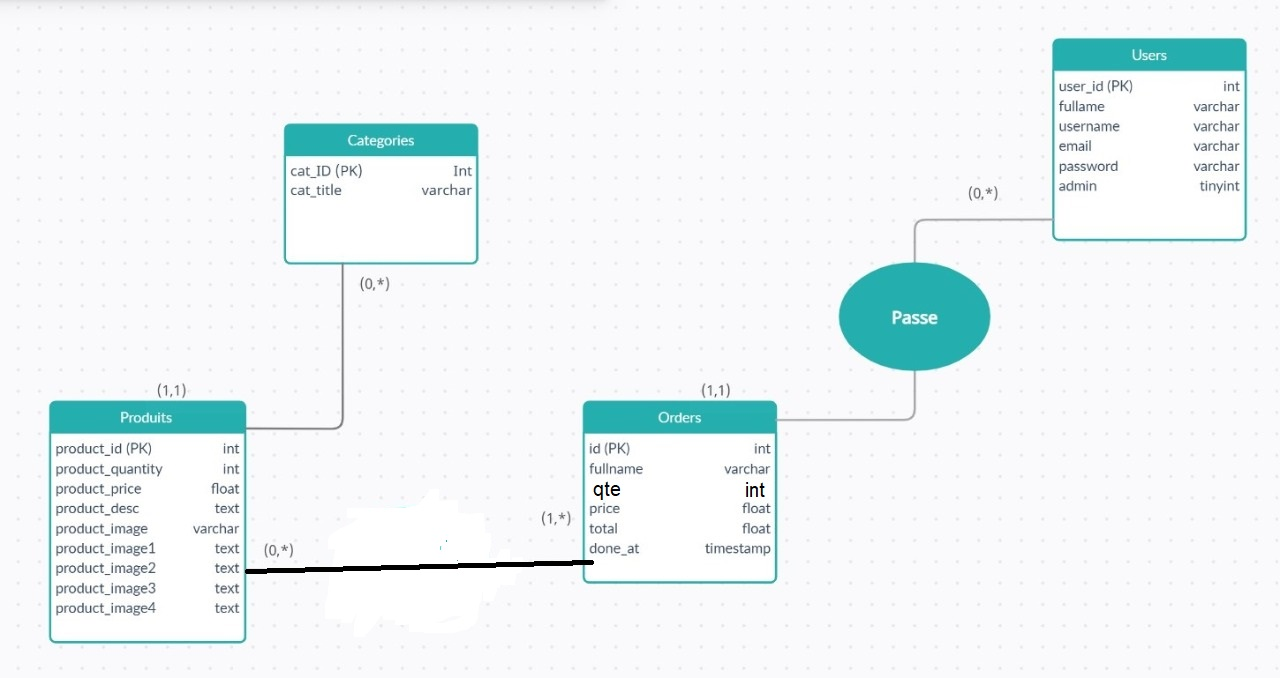 Users
user_id (PK) int
fullame varchar
username varchar
email varchar
password varchar
admin tinyint
(0,*)
Categories
cat_ID (PK) Int
cat_title varchar
(0,*)
Passe
(1,1)
Produits
product_id (PK) int
product_quantity int
product_price float
product_desc text
product_image varchar
product_image1 text
product_image2 text
product_image3 text
product_image4 text
(0,*)
(1,*)
(1,1)
Orders
id (PK) int
fullname varchar
qte int
price float
total float
done_at timestamp